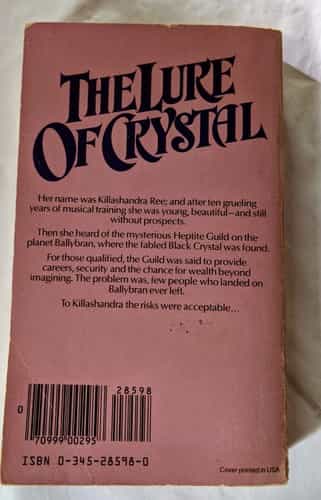 THE LURE
OF CRYSTAL
Her name was Killashandra Ree; and after ten grueling
years of musical training she was young, beautiful—and still
without prospects.
Then she heard of the mysterious Heptite Guild on the
planet Ballybran, where the fabled Black Crystal was found.
For those qualified, the Guild was said to provide
careers, security and the chance for wealth beyond
imagining. The problem was, few people who landed on
Ballybran ever left.
To Killashandra the risks were acceptable...
28598
0
70999 00295
ISBN 0-345-28598-0
Cover printed in USA